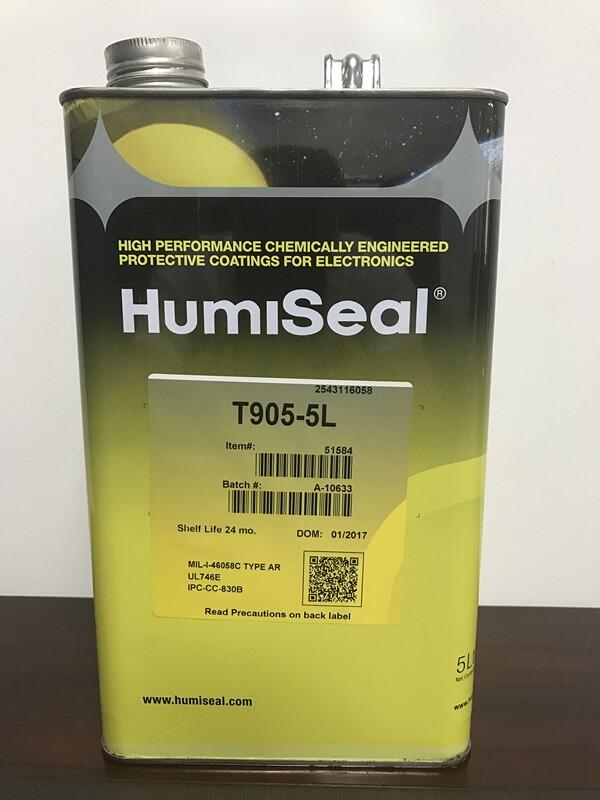 HIGH PERFORMANCE CHEMICALLY ENGINEERED
PROTECTIVE COATINGS FOR ELECTRONICS
HumiSeal®
2543116058
T905-5L
Item#: 51584
Batch #: A-10633
Shelf Life 24 mo. DOM: 01/2017
MIL-I-46058C TYPE AR
UL746E
IPC-CC-830B
Read Precautions on back label
5L
www.humiseal.com